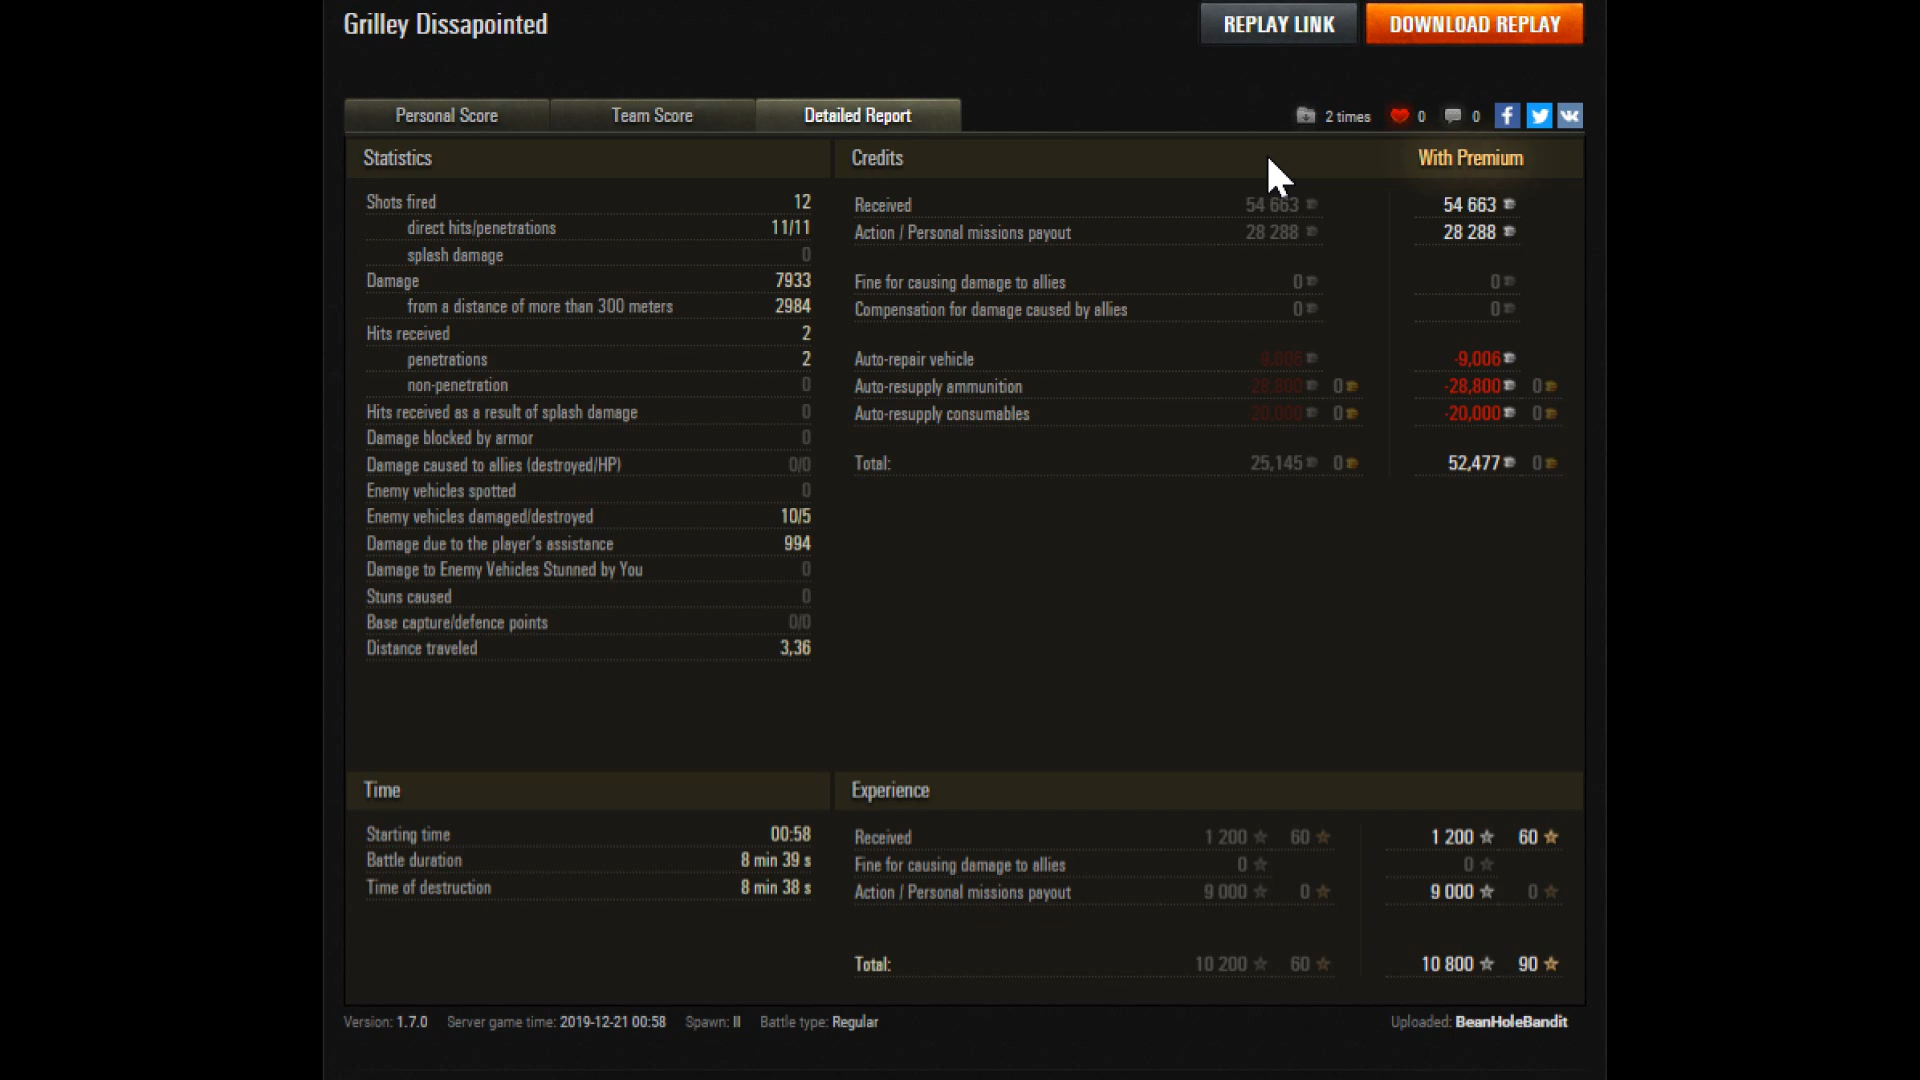 Grilley Dissapointed
REPLAY LINK
DOWNLOAD REPLAY
Personal Score
Team Score
Detailed Report
2 times
0
0
Statistics
Shots fired 12
direct hits/penetrations 11/11
splash damage 0
Damage 7933
from a distance of more than 300 meters 2984
Hits received 2
penetrations 2
non-penetration 0
Hits received as a result of splash damage 0
Damage blocked by armor 0
Damage caused to allies (destroyed/HP) 0/0
Enemy vehicles spotted 0
Enemy vehicles damaged/destroyed 10/5
Damage due to the player's assistance 994
Damage to Enemy Vehicles Stunned by You 0
Stuns caused 0
Base capture/defence points 0/0
Distance traveled 3,36
Credits With Premium
Received 54 663 54 663
Action / Personal missions payout 28 288 28 288
Fine for causing damage to allies 0 0
Compensation for damage caused by allies 0 0
Auto-repair vehicle -9,006 -9,006
Auto-resupply ammunition -28,800 0 -28,800 0
Auto-resupply consumables -20,000 0 -20,000 0
Total: 25,145 0 52,477 0
Time
Starting time 00:58
Battle duration 8 min 39 s
Time of destruction 8 min 38 s
Experience
Received 1 200 60 1 200 60
Fine for causing damage to allies 0 0
Action / Personal missions payout 9 000 0 9 000 0
Total: 10 200 60 10 800 90
Version: 1.7.0 Server game time: 2019-12-21 00:58 Spawn: II Battle type: Regular
Uploaded: BeanHoleBandit